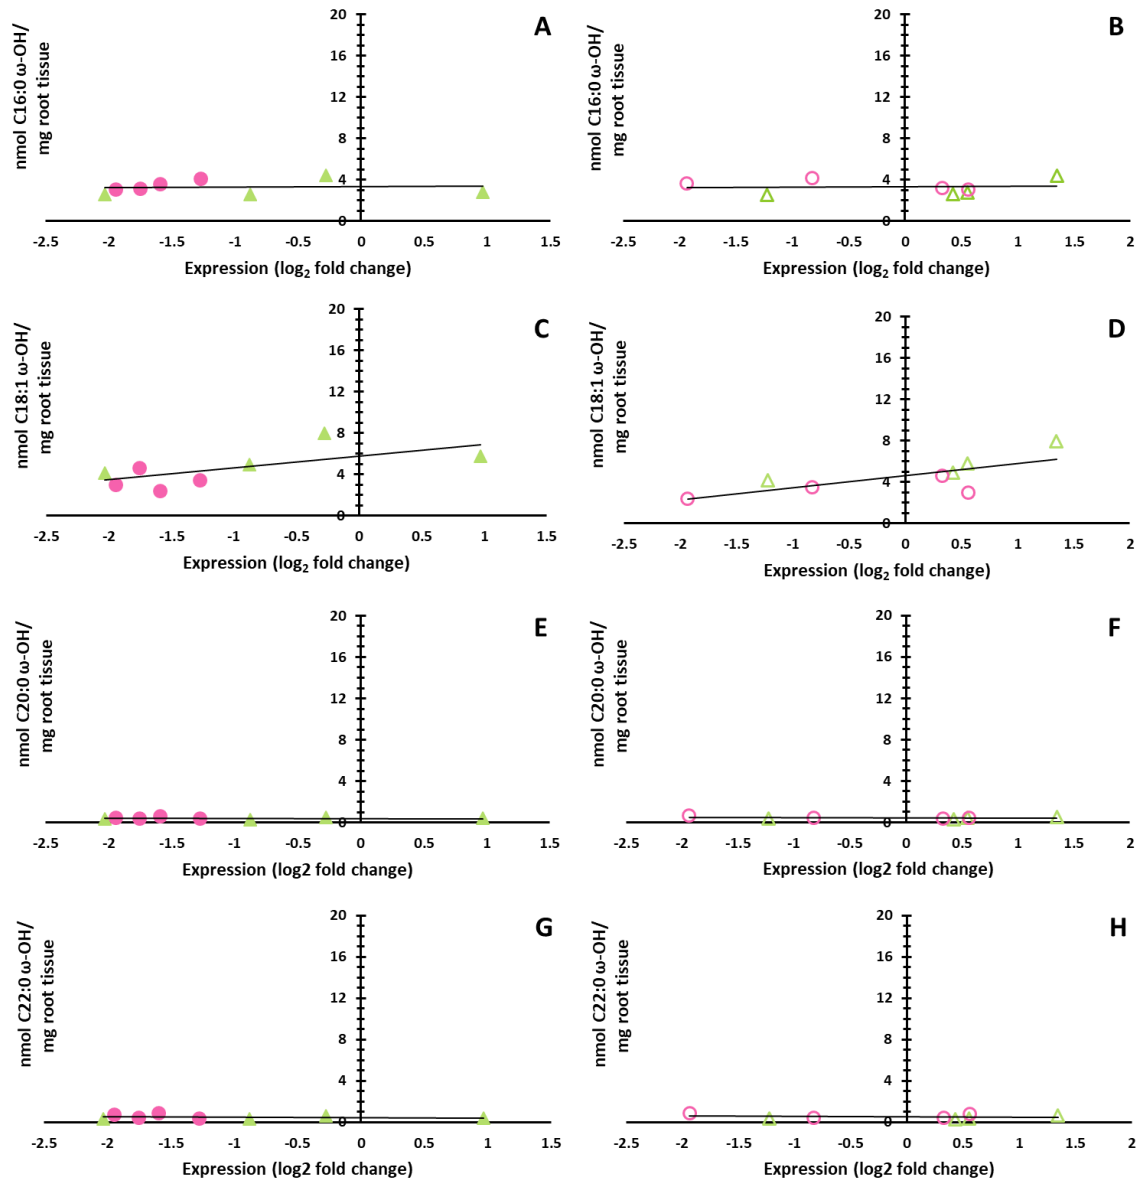 A
nmol C16:0 ω-OH/
mg root tissue
20
16
12
8
4
0
-2.5 -2 -1.5 -1 -0.5 0 0.5 1 1.5
Expression (log2 fold change)
B
nmol C16:0 ω-OH/
mg root tissue
20
16
12
8
4
0
-2.5 -2 -1.5 -1 -0.5 0 0.5 1 1.5 2
Expression (log2 fold change)
C
nmol C18:1 ω-OH/
mg root tissue
20
16
12
8
4
0
-2.5 -2 -1.5 -1 -0.5 0 0.5 1 1.5
Expression (log2 fold change)
D
nmol C18:1 ω-OH/
mg root tissue
20
16
12
8
4
0
-2.5 -2 -1.5 -1 -0.5 0 0.5 1 1.5 2
Expression (log2 fold change)
E
nmol C20:0 ω-OH/
mg root tissue
20
16
12
8
4
0
-2.5 -2 -1.5 -1 -0.5 0 0.5 1 1.5
Expression (log2 fold change)
F
nmol C20:0 ω-OH/
mg root tissue
20
16
12
8
4
0
-2.5 -2 -1.5 -1 -0.5 0 0.5 1 1.5 2
Expression (log2 fold change)
G
nmol C22:0 ω-OH/
mg root tissue
20
16
12
8
4
0
-2.5 -2 -1.5 -1 -0.5 0 0.5 1 1.5
Expression (log2 fold change)
H
nmol C22:0 ω-OH/
mg root tissue
20
16
12
8
4
0
-2.5 -2 -1.5 -1 -0.5 0 0.5 1 1.5 2
Expression (log2 fold change)